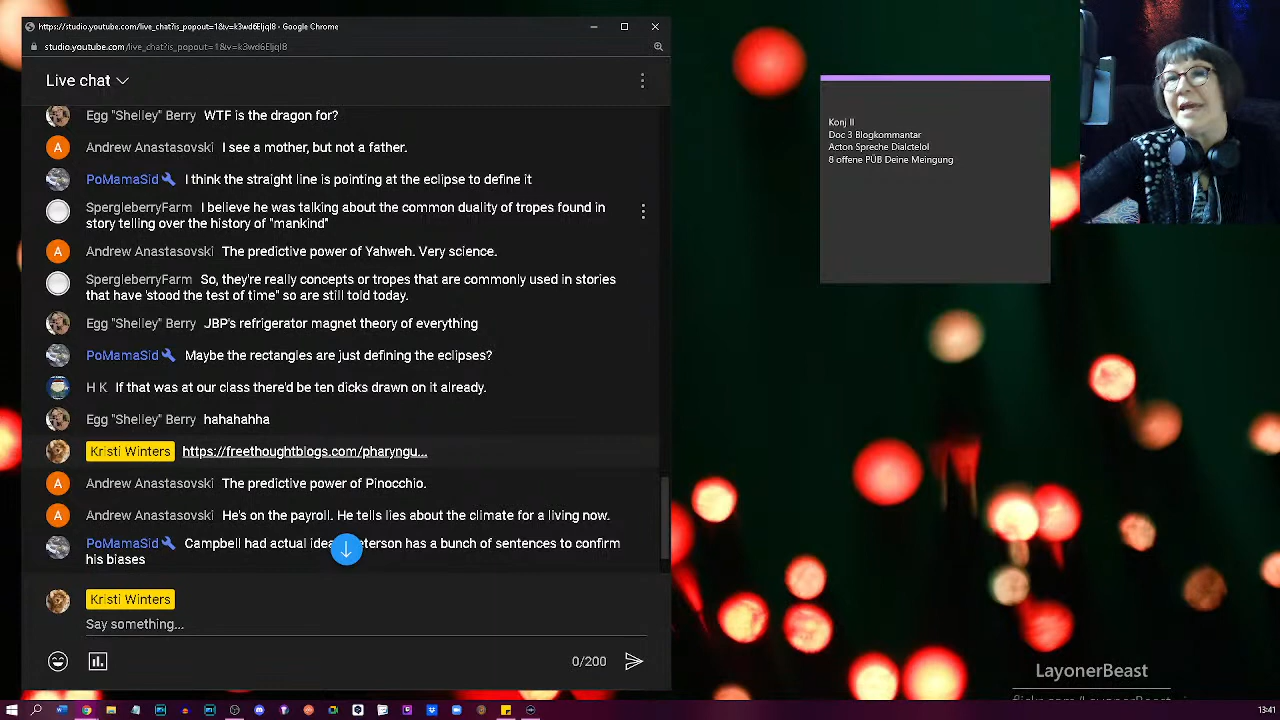 https://studio.youtube.com/live_chat?is_popout=1&v=k3wd6EljqI8 - Google Chrome
studio.youtube.com/live_chat?is_popout=1&v=k3wd6EljqI8
Live chat
Egg "Shelley" Berry WTF is the dragon for?
A Andrew Anastasovski I see a mother, but not a father.
PoMamaSid I think the straight line is pointing at the eclipse to define it
SpergleberryFarm I believe he was talking about the common duality of tropes found in
story telling over the history of "mankind"
A Andrew Anastasovski The predictive power of Yahweh. Very science.
SpergleberryFarm So, they're really concepts or tropes that are commonly used in stories
that have 'stood the test of time" so are still told today.
Egg "Shelley" Berry JBP's refrigerator magnet theory of everything
PoMamaSid Maybe the rectangles are just defining the eclipses?
H K If that was at our class there'd be ten dicks drawn on it already.
Egg "Shelley" Berry hahahahha
Kristi Winters https://freethoughtblogs.com/pharyngu...
A Andrew Anastasovski The predictive power of Pinocchio.
A Andrew Anastasovski He's on the payroll. He tells lies about the climate for a living now.
PoMamaSid Campbell had actual idea eterson has a bunch of sentences to confirm
his biases
Kristi Winters
Say something...
0/200
Konj II
Doc 3 Blogkommantar
Acton Spreche Dialctelol
8 offene PÜB Deine Meingung
LayonerBeast
flickr.com/LayonerBeast
13:41